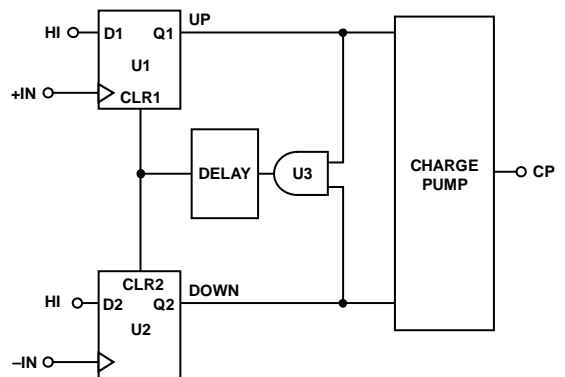 UP
HI
D1
Q1
U1
+IN
CLR1
DELAY
U3
CHARGE
PUMP
CP
CLR2
DOWN
HI
D2
Q2
U2
–IN